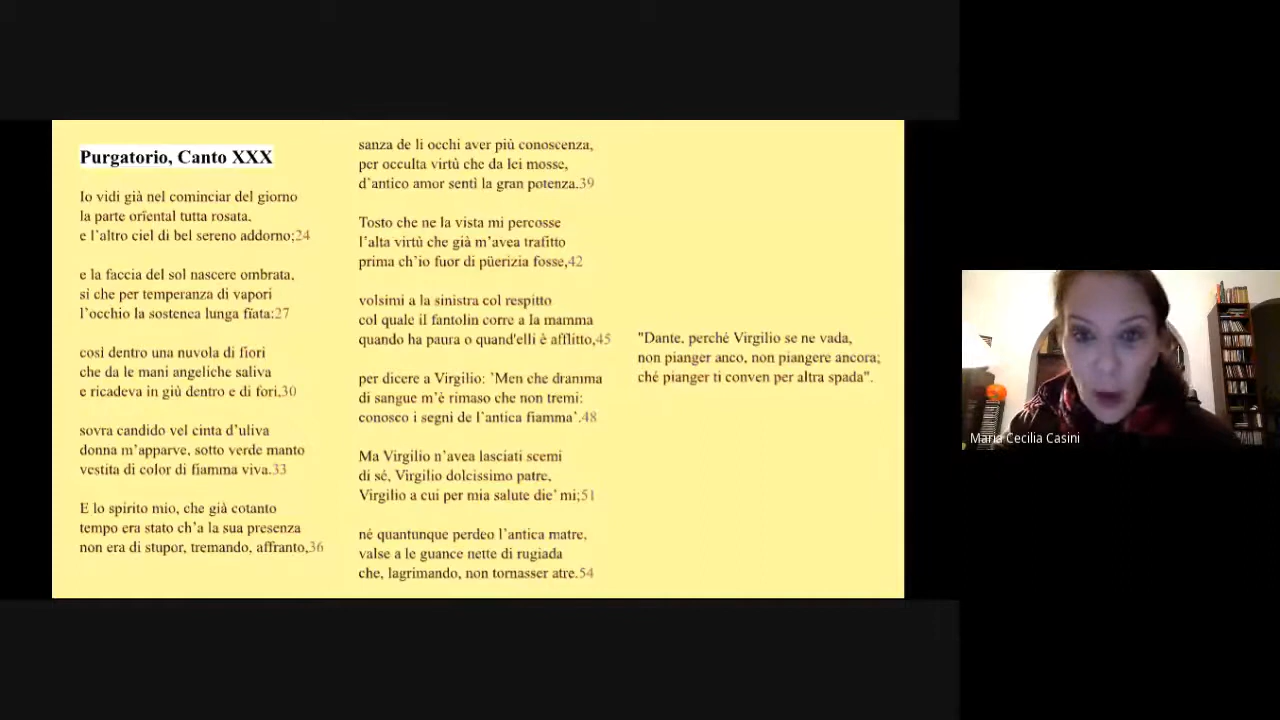 Purgatorio, Canto XXX
Io vidi già nel cominciar del giorno
la parte orïental tutta rosata,
e l'altro ciel di bel sereno addorno;24
e la faccia del sol nascere ombrata,
sì che per temperanza di vapori
l'occhio la sostenea lunga fïata:27
così dentro una nuvola di fiori
che da le mani angeliche saliva
e ricadeva in giù dentro e di fori,30
sovra candido vel cinta d'uliva
donna m'apparve, sotto verde manto
vestita di color di fiamma viva.33
E lo spirito mio, che già cotanto
tempo era stato ch'a la sua presenza
non era di stupor, tremando, affranto,36
sanza de li occhi aver più conoscenza,
per occulta virtù che da lei mosse,
d'antico amor sentì la gran potenza.39
Tosto che ne la vista mi percosse
l'alta virtù che già m'avea trafitto
prima ch'io fuor di püerizia fosse,42
volsimi a la sinistra col respitto
col quale il fantolin corre a la mamma
quando ha paura o quand'elli è afflitto,45
per dicere a Virgilio: 'Men che dramma
di sangue m'è rimaso che non tremi:
conosco i segni de l'antica fiamma'.48
Ma Virgilio n'avea lasciati scemi
di sé, Virgilio dolcissimo patre,
Virgilio a cui per mia salute die' mi;51
né quantunque perdeo l'antica matre,
valse a le guance nette di rugiada
che, lagrimando, non tornasser atre.54
"Dante, perché Virgilio se ne vada,
non pianger anco, non piangere ancora;
ché pianger ti conven per altra spada".
Maria Cecilia Casini